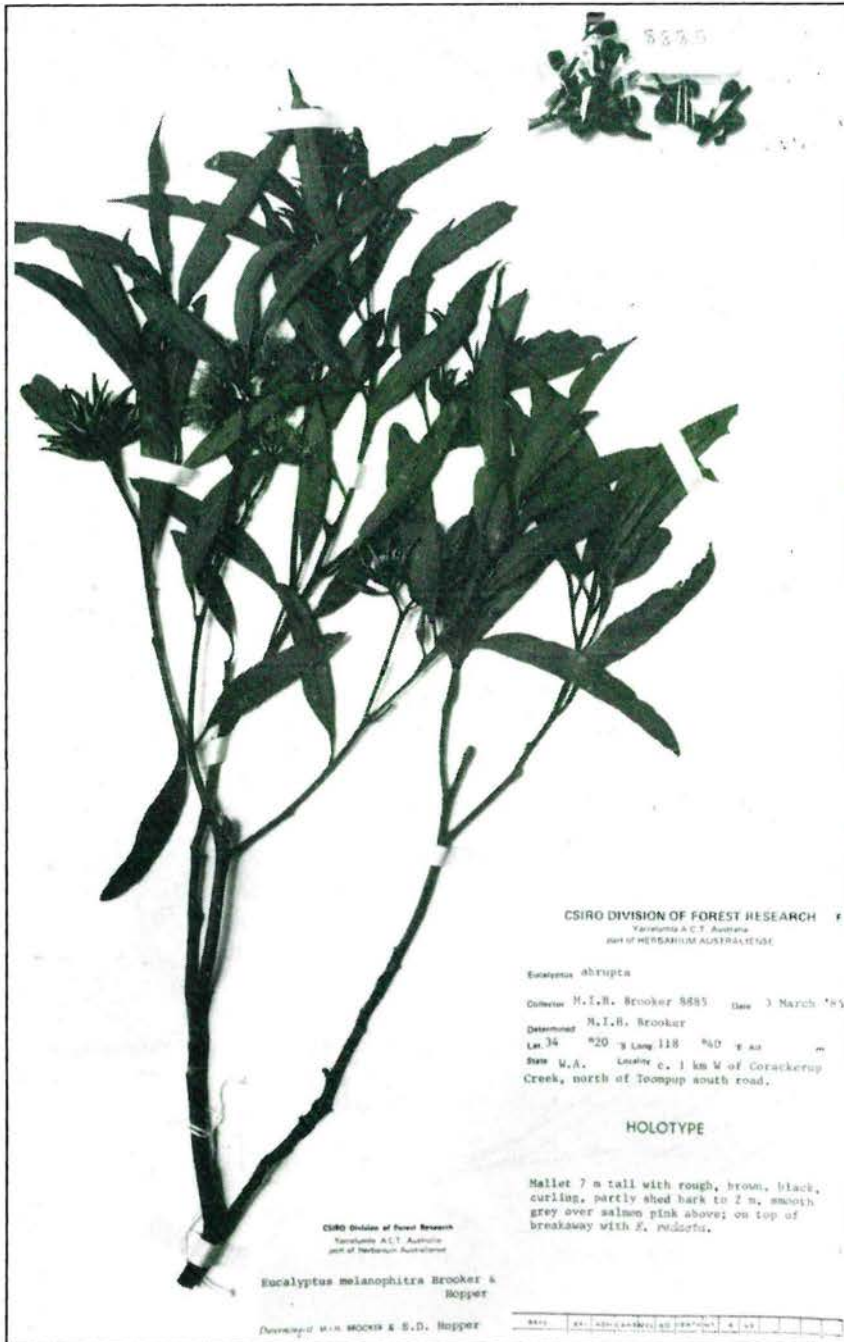 8885
CSIRO DIVISION OF FOREST RESEARCH
Yarralumla A.C.T. Australia
part of HERBARIUM AUSTRALIENSE
Eucalyptus abrupta
Collector M.I.H. Brooker 8885 Date 3 March '85
Determined M.I.H. Brooker
Lat. 34 °20 'S Long 118 °40 'E Alt m
State W.A. Locality c. 1 km W of Corackerup
Creek, north of Toompup south road.
HOLOTYPE
Mallet 7 m tall with rough, brown, black,
curling, partly shed bark to 2 m, smooth
grey over salmon pink above; on top of
breakaway with E. redacta.
CSIRO Division of Forest Research
Yarralumla A.C.T. Australia
part of Herbarium Australiense
Eucalyptus melanophitra Brooker &
Hopper
Determined M.I.H. BROOKER & S.D. Hopper